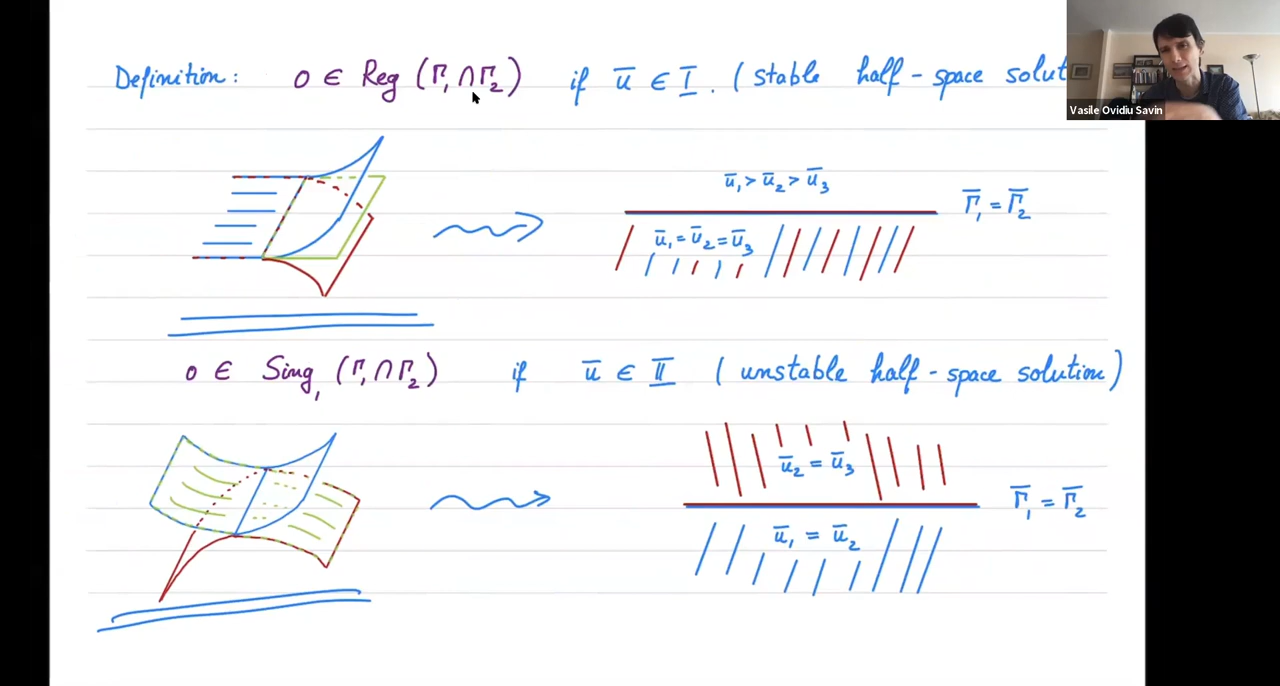 Definition: 0 ∈ Reg (Γ₁ ∩ Γ₂) if ū ∈ I. (stable half-space solut
Vasile Ovidiu Savin
ū₁ > ū₂ > ū₃
Γ̄₁ = Γ̄₂
ū₁ = ū₂ = ū₃
0 ∈ Sing₁ (Γ₁ ∩ Γ₂) if ū ∈ II (unstable half-space solution)
ū₂ = ū₃
Γ̄₁ = Γ̄₂
ū₁ = ū₂